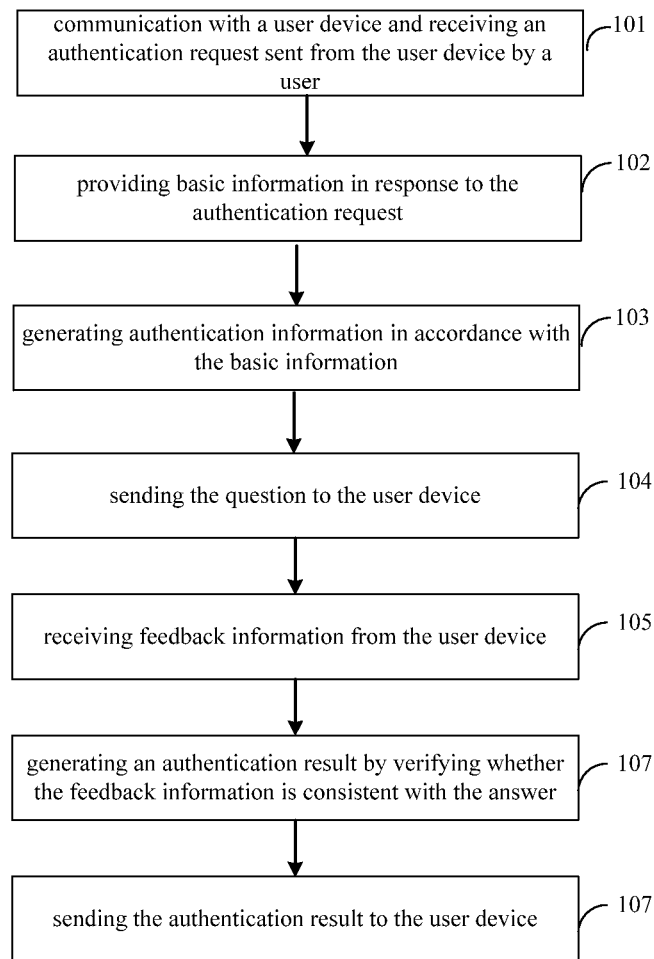 communication with a user device and receiving an
authentication request sent from the user device by a
user
101
providing basic information in response to the
authentication request
102
generating authentication information in accordance with
the basic information
103
sending the question to the user device
104
receiving feedback information from the user device
105
generating an authentication result by verifying whether
the feedback information is consistent with the answer
107
sending the authentication result to the user device
107